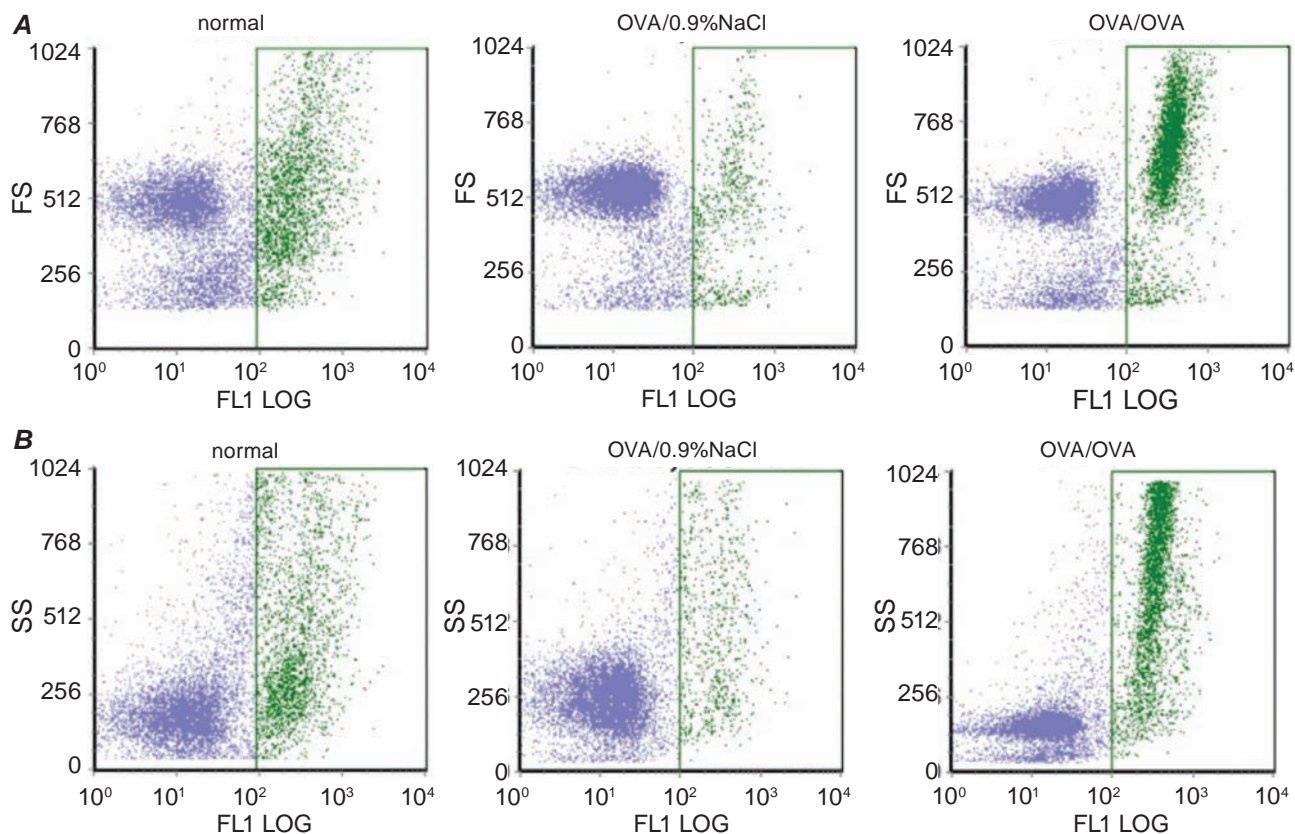 A
normal
OVA/0.9%NaCl
OVA/OVA
1024
768
512
256
0
FS
10⁰ 10¹ 10² 10³ 10⁴
FL1 LOG
1024
768
512
256
0
FS
10⁰ 10¹ 10² 10³ 10⁴
FL1 LOG
1024
768
512
256
0
FS
10⁰ 10¹ 10² 10³ 10⁴
FL1 LOG
B
normal
OVA/0.9%NaCl
OVA/OVA
1024
768
512
256
0
SS
10⁰ 10¹ 10² 10³ 10⁴
FL1 LOG
1024
768
512
256
0
SS
10⁰ 10¹ 10² 10³ 10⁴
FL1 LOG
1024
768
512
256
0
SS
10⁰ 10¹ 10² 10³ 10⁴
FL1 LOG